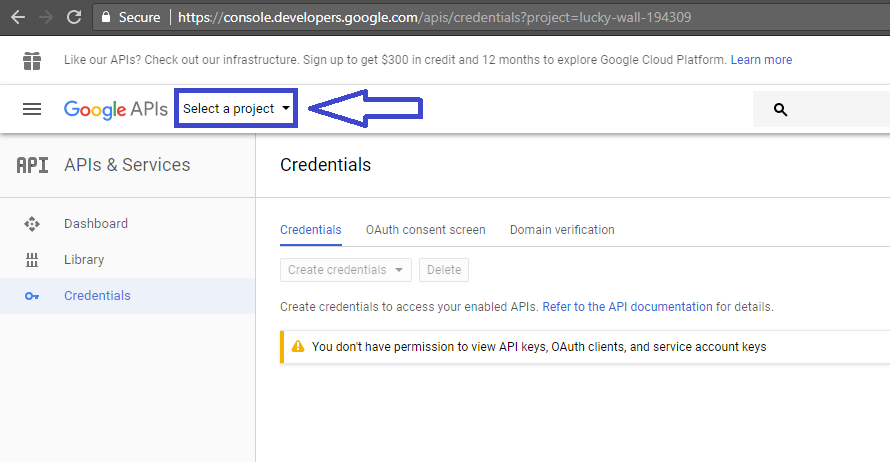 Secure https://console.developers.google.com/apis/credentials?project=lucky-wall-194309
Like our APIs? Check out our infrastructure. Sign up to get $300 in credit and 12 months to explore Google Cloud Platform. Learn more
Google APIs Select a project
API APIs & Services
Credentials
Dashboard
Library
Credentials
Credentials OAuth consent screen Domain verification
Create credentials Delete
Create credentials to access your enabled APIs. Refer to the API documentation for details.
You don't have permission to view API keys, OAuth clients, and service account keys